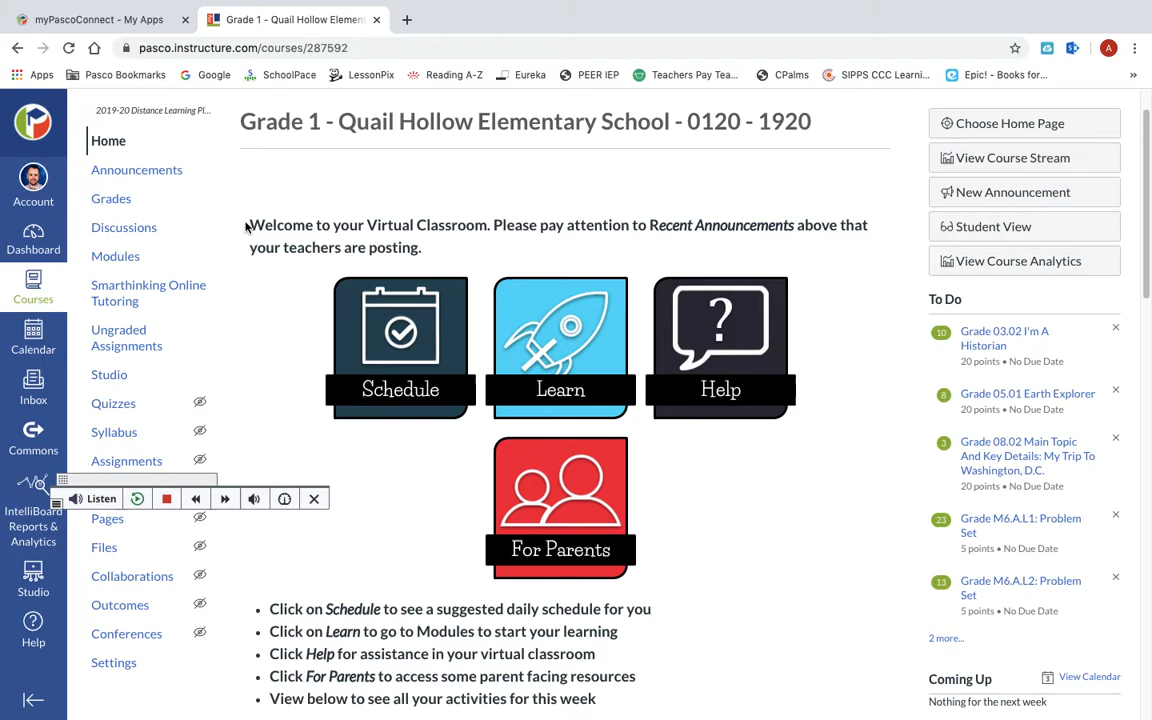 myPascoConnect - My Apps
Grade 1 - Quail Hollow Elemen
pasco.instructure.com/courses/287592
A
Apps
Pasco Bookmarks
Google
SchoolPace
LessonPix
Reading A-Z
Eureka
PEER IEP
Teachers Pay Tea...
CPalms
SIPPS CCC Learni...
Epic! - Books for...
»
Account
Dashboard
Courses
Calendar
Inbox
Commons
IntelliBoard
Reports &
Analytics
Studio
Help
2019-20 Distance Learning Pl...
Home
Announcements
Grades
Discussions
Modules
Smarthinking Online
Tutoring
Ungraded
Assignments
Studio
Quizzes
Syllabus
Assignments
Listen
Pages
Files
Collaborations
Outcomes
Conferences
Settings
Grade 1 - Quail Hollow Elementary School - 0120 - 1920
Welcome to your Virtual Classroom. Please pay attention to Recent Announcements above that
your teachers are posting.
Schedule
Learn
?
Help
For Parents
• Click on Schedule to see a suggested daily schedule for you
• Click on Learn to go to Modules to start your learning
• Click Help for assistance in your virtual classroom
• Click For Parents to access some parent facing resources
• View below to see all your activities for this week
Choose Home Page
View Course Stream
New Announcement
Student View
View Course Analytics
To Do
10 Grade 03.02 I'm A
Historian
20 points • No Due Date
8 Grade 05.01 Earth Explorer
20 points • No Due Date
3 Grade 08.02 Main Topic
And Key Details: My Trip To
Washington, D.C.
20 points • No Due Date
23 Grade M6.A.L1: Problem
Set
5 points • No Due Date
13 Grade M6.A.L2: Problem
Set
5 points • No Due Date
2 more...
Coming Up
View Calendar
Nothing for the next week